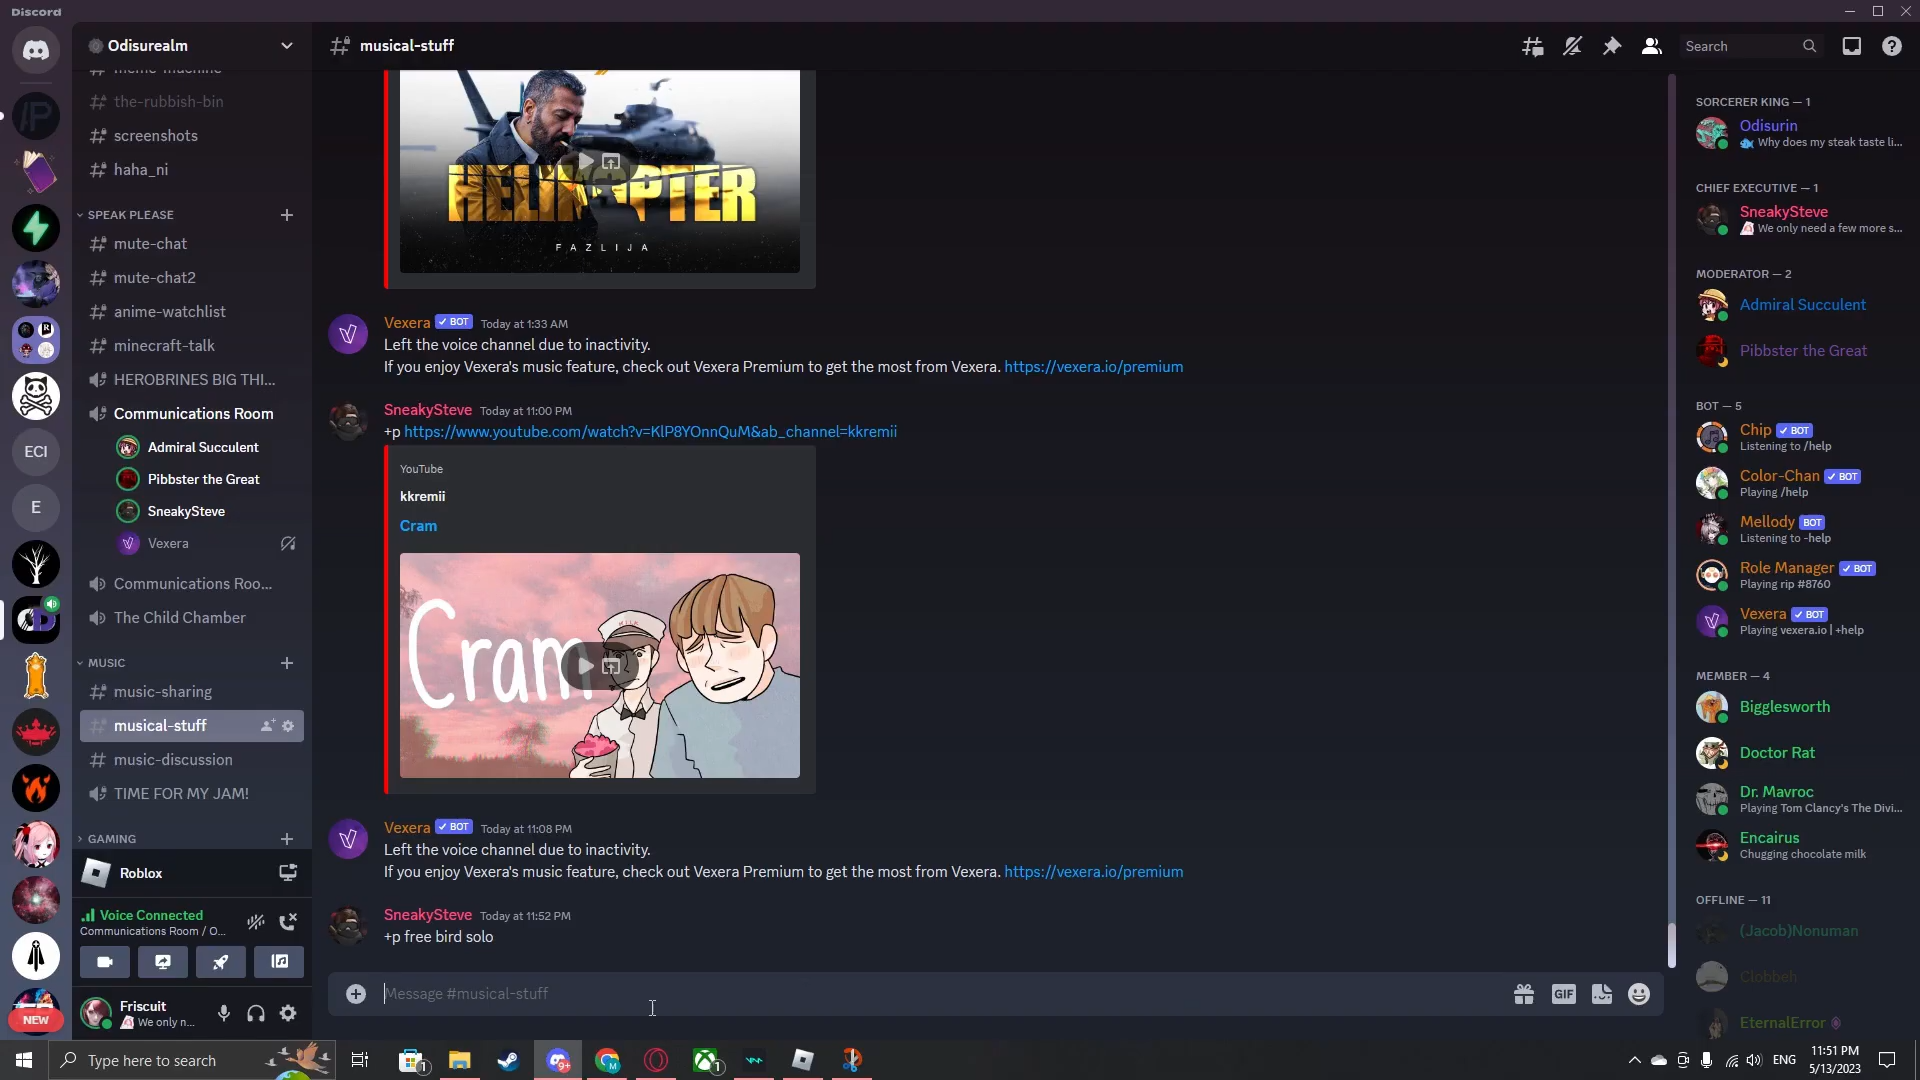 Discord
Odisurealm
meme-machine
the-rubbish-bin
screenshots
haha_ni
SPEAK PLEASE
mute-chat
mute-chat2
anime-watchlist
minecraft-talk
HEROBRINES BIG THI...
Communications Room
Admiral Succulent
Pibbster the Great
SneakySteve
Vexera
Communications Roo...
The Child Chamber
MUSIC
music-sharing
musical-stuff
music-discussion
TIME FOR MY JAM!
GAMING
Roblox
Voice Connected
Communications Room / O...
Friscuit
We only n...
ECI
E
NEW
musical-stuff
Search
HELIKOPTER
FAZLIJA
Vexera BOT Today at 1:33 AM
Left the voice channel due to inactivity.
If you enjoy Vexera's music feature, check out Vexera Premium to get the most from Vexera. https://vexera.io/premium
SneakySteve Today at 11:00 PM
+p https://www.youtube.com/watch?v=KlP8YOnnQuM&ab_channel=kkremii
YouTube
kkremii
Cram
Cram
MILK
Vexera BOT Today at 11:08 PM
Left the voice channel due to inactivity.
If you enjoy Vexera's music feature, check out Vexera Premium to get the most from Vexera. https://vexera.io/premium
SneakySteve Today at 11:52 PM
+p free bird solo
Message #musical-stuff
GIF
SORCERER KING — 1
Odisurin
Why does my steak taste li...
CHIEF EXECUTIVE — 1
SneakySteve
We only need a few more s...
MODERATOR — 2
Admiral Succulent
Pibbster the Great
BOT — 5
Chip BOT
Listening to /help
Color-Chan BOT
Playing /help
Mellody BOT
Listening to -help
Role Manager BOT
Playing rip #8760
Vexera BOT
Playing vexera.io | +help
MEMBER — 4
Bigglesworth
Doctor Rat
Dr. Mavroc
Playing Tom Clancy's The Divi...
Encairus
Chugging chocolate milk
OFFLINE — 11
(Jacob)Nonuman
Clobbeh
EternalError
Type here to search
1
9+
1
ENG
11:51 PM
5/13/2023